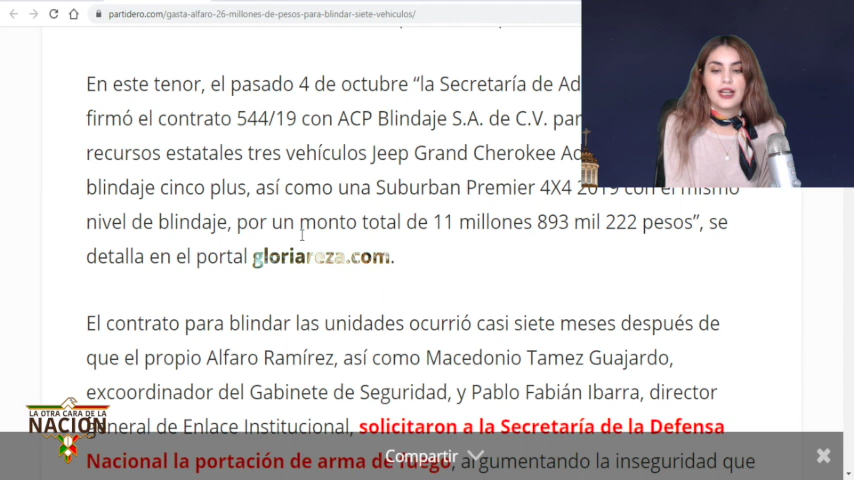 partidero.com/gasta-alfaro-26-millones-de-pesos-para-blindar-siete-vehiculos/
En este tenor, el pasado 4 de octubre “la Secretaría de Ad
firmó el contrato 544/19 con ACP Blindaje S.A. de C.V. par
recursos estatales tres vehículos Jeep Grand Cherokee Ad
blindaje cinco plus, así como una Suburban Premier 4X4 2019 con el mismo
nivel de blindaje, por un monto total de 11 millones 893 mil 222 pesos”, se
detalla en el portal gloriareza.com.
El contrato para blindar las unidades ocurrió casi siete meses después de
que el propio Alfaro Ramírez, así como Macedonio Tamez Guajardo,
excoordinador del Gabinete de Seguridad, y Pablo Fabián Ibarra, director
general de Enlace Institucional, solicitaron a la Secretaría de la Defensa
Nacional la portación de arma de fuego, argumentando la inseguridad que
LA OTRA CARA DE LA
NACIÓN
Compartir